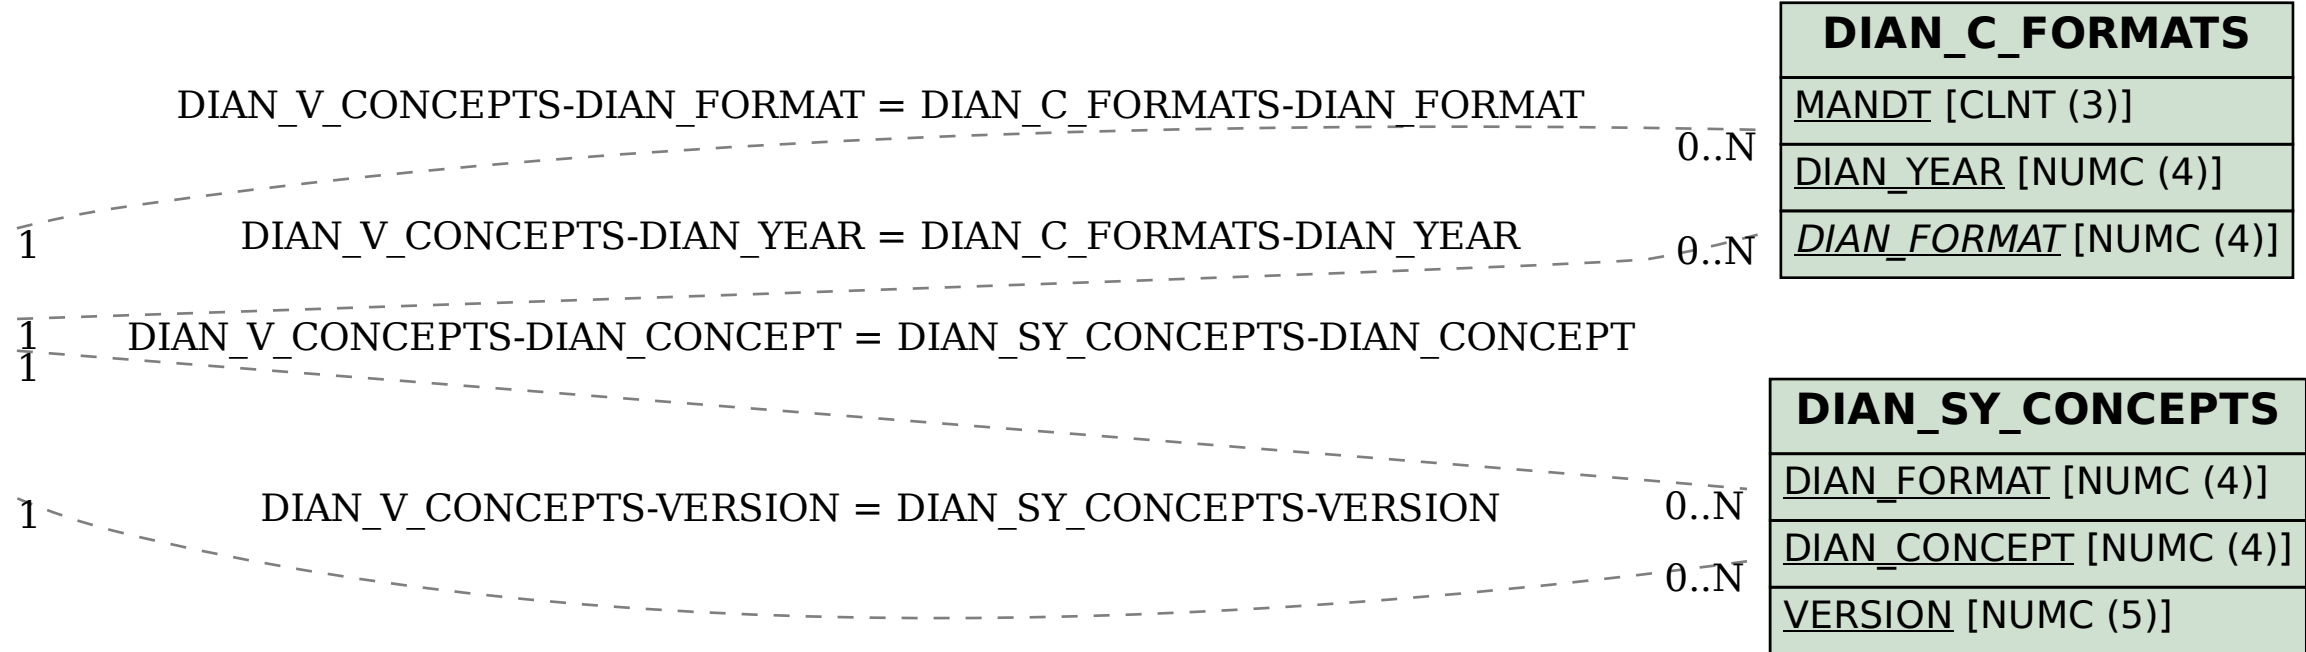 DIAN_C_FORMATS
MANDT [CLNT (3)]
DIAN_YEAR [NUMC (4)]
DIAN_FORMAT [NUMC (4)]
DIAN_V_CONCEPTS-DIAN_FORMAT = DIAN_C_FORMATS-DIAN_FORMAT
0..N
1
DIAN_V_CONCEPTS-DIAN_YEAR = DIAN_C_FORMATS-DIAN_YEAR
0..N
1
DIAN_V_CONCEPTS-DIAN_CONCEPT = DIAN_SY_CONCEPTS-DIAN_CONCEPT
1
0..N
DIAN_V_CONCEPTS-VERSION = DIAN_SY_CONCEPTS-VERSION
1
0..N
DIAN_SY_CONCEPTS
DIAN_FORMAT [NUMC (4)]
DIAN_CONCEPT [NUMC (4)]
VERSION [NUMC (5)]